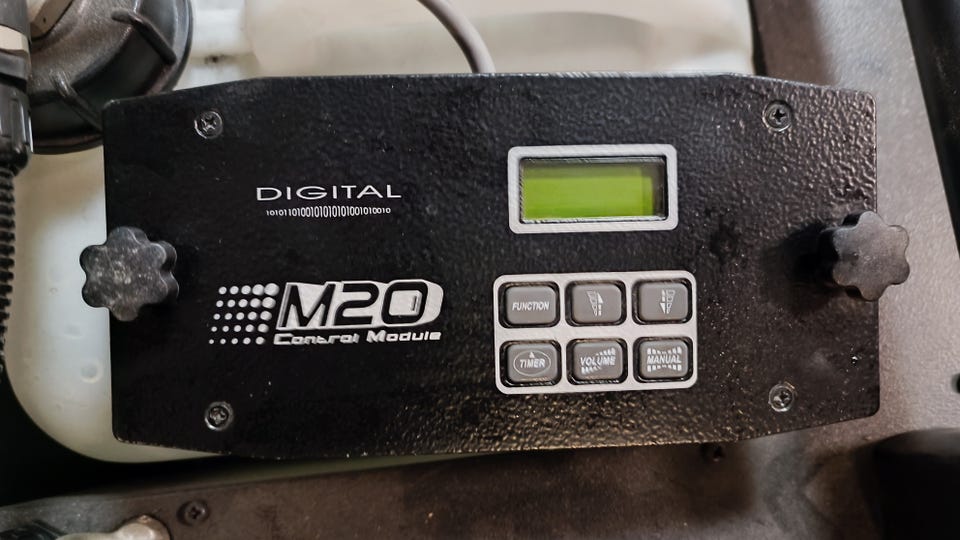 DIGITAL
1010110100101010101001010010
M20
Control Module
FUNCTION
TIMER VOLUME MANUAL